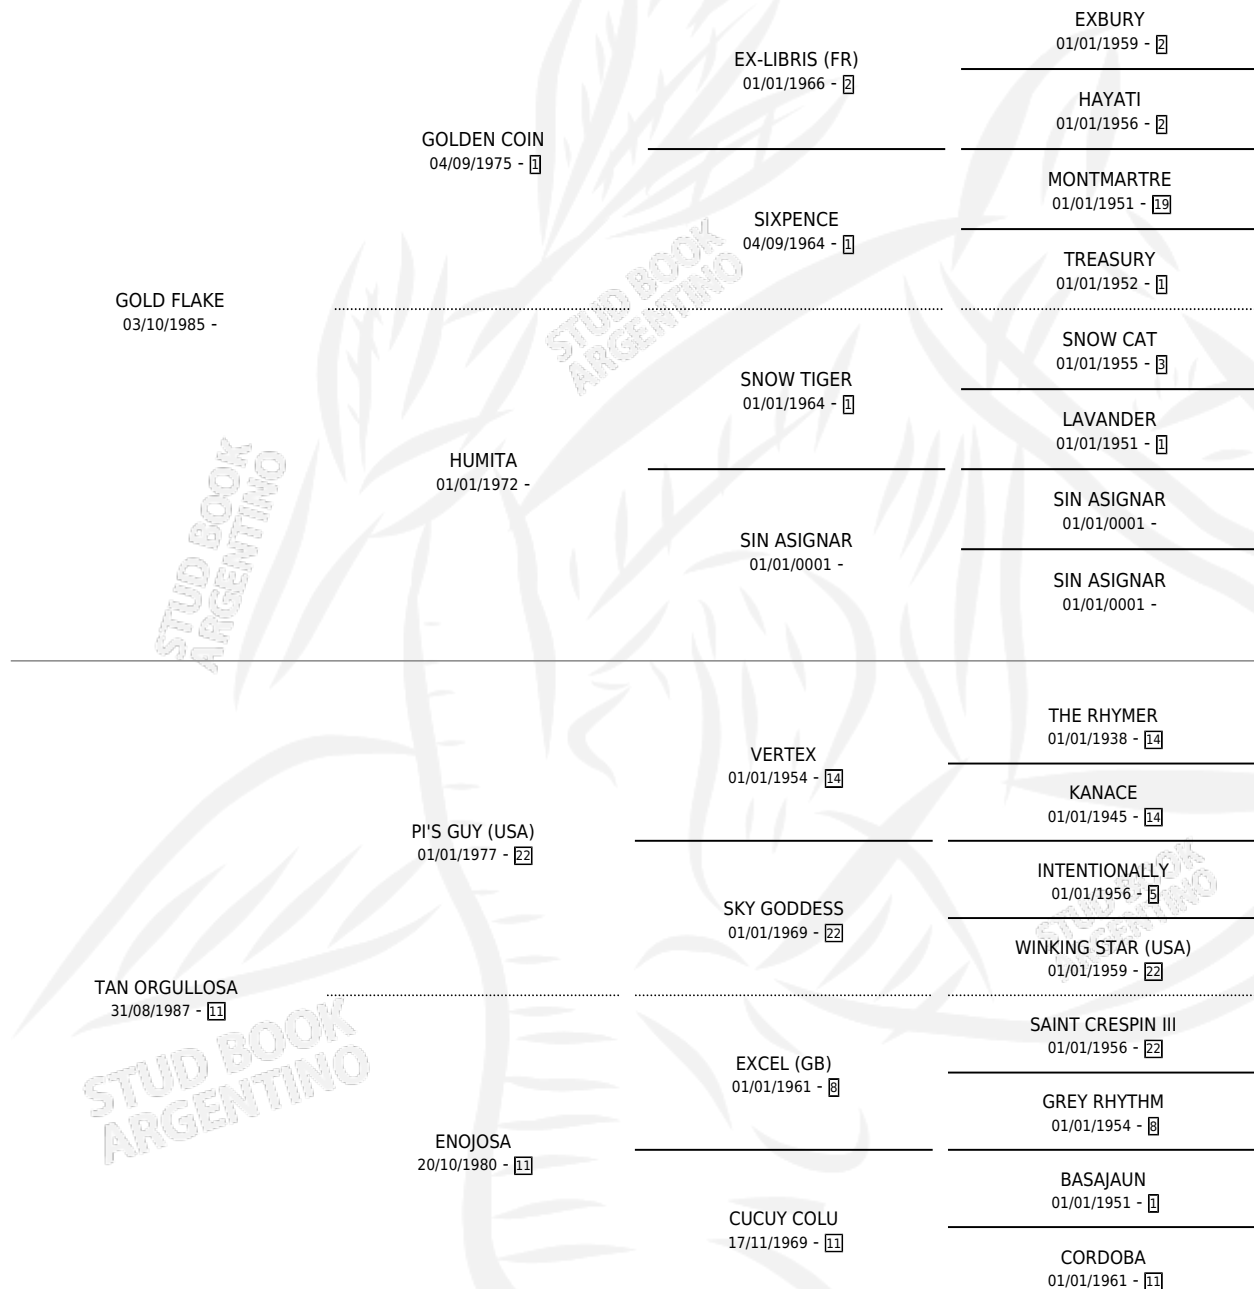 EXBURY
01/01/1959 - 2
EX-LIBRIS (FR)
01/01/1966 - 2
HAYATI
01/01/1956 - 2
GOLDEN COIN
04/09/1975 - 1
MONTMARTRE
01/01/1951 - 19
SIXPENCE
04/09/1964 - 1
TREASURY
01/01/1952 - 1
GOLD FLAKE
03/10/1985 -
SNOW CAT
01/01/1955 - 3
SNOW TIGER
01/01/1964 - 1
LAVANDER
01/01/1951 - 1
HUMITA
01/01/1972 -
SIN ASIGNAR
01/01/0001 -
SIN ASIGNAR
01/01/0001 -
SIN ASIGNAR
01/01/0001 -
THE RHYMER
01/01/1938 - 14
VERTEX
01/01/1954 - 14
KANACE
01/01/1945 - 14
PI'S GUY (USA)
01/01/1977 - 22
INTENTIONALLY
01/01/1956 - 5
SKY GODDESS
01/01/1969 - 22
WINKING STAR (USA)
01/01/1959 - 22
TAN ORGULLOSA
31/08/1987 - 11
SAINT CRESPIN III
01/01/1956 - 22
EXCEL (GB)
01/01/1961 - 8
GREY RHYTHM
01/01/1954 - 8
ENOJOSA
20/10/1980 - 11
BASAJAUN
01/01/1951 - 1
CUCUY COLU
17/11/1969 - 11
CORDOBA
01/01/1961 - 11
STUD BOOK
ARGENTINO
STUD BOOK
ARGENTINO
STUD BOOK
ARGENTINO
STUD BOOK
ARGENTINO